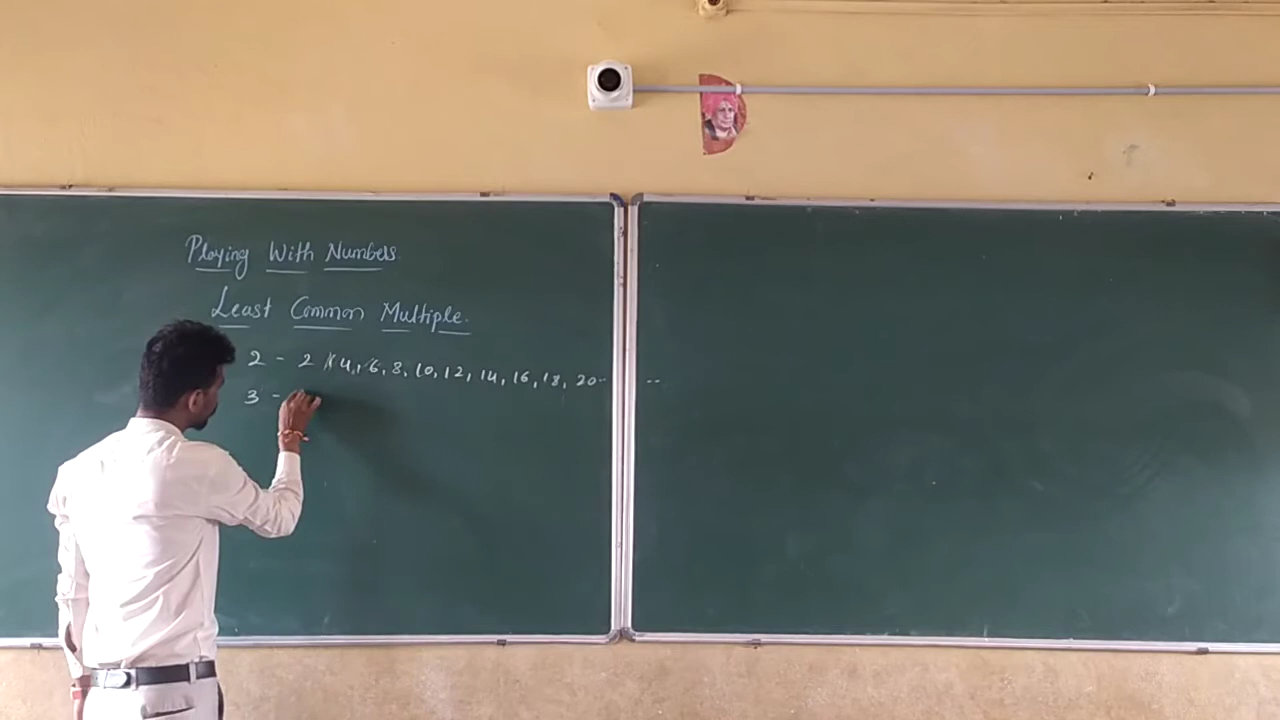 Playing With Numbers
Least Common Multiple.
2 - 2, 4, 6, 8, 10, 12, 14, 16, 18, 20-- --
3 -